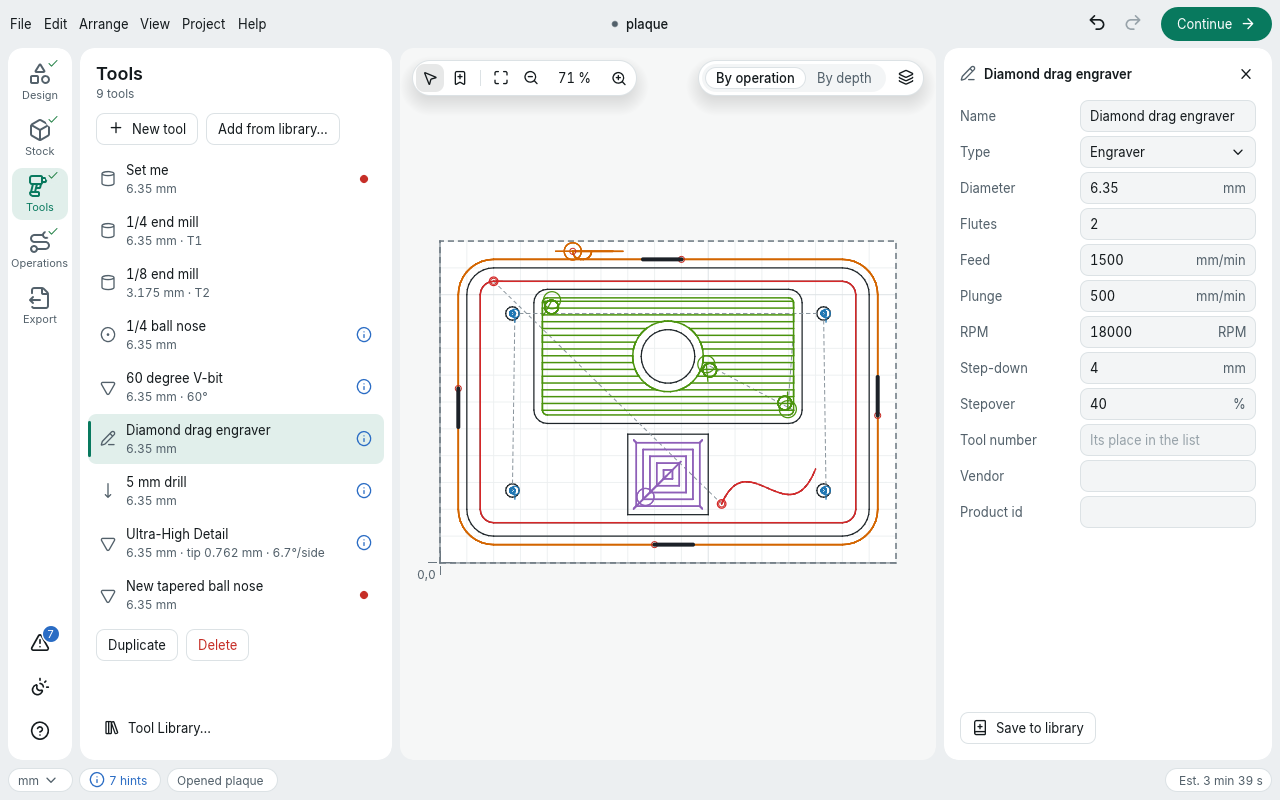 File Edit Arrange View Project Help
plaque
Continue
Design
Stock
Tools
Operations
Export
7
Tools
9 tools
New tool
Add from library...
Set me
6.35 mm
1/4 end mill
6.35 mm · T1
1/8 end mill
3.175 mm · T2
1/4 ball nose
6.35 mm
60 degree V-bit
6.35 mm · 60°
Diamond drag engraver
6.35 mm
5 mm drill
6.35 mm
Ultra-High Detail
6.35 mm · tip 0.762 mm · 6.7°/side
New tapered ball nose
6.35 mm
Duplicate
Delete
Tool Library...
71 %
By operation
By depth
0,0
Diamond drag engraver
Name Diamond drag engraver
Type Engraver
Diameter 6.35 mm
Flutes 2
Feed 1500 mm/min
Plunge 500 mm/min
RPM 18000 RPM
Step-down 4 mm
Stepover 40 %
Tool number Its place in the list
Vendor
Product id
Save to library
mm
7 hints
Opened plaque
Est. 3 min 39 s